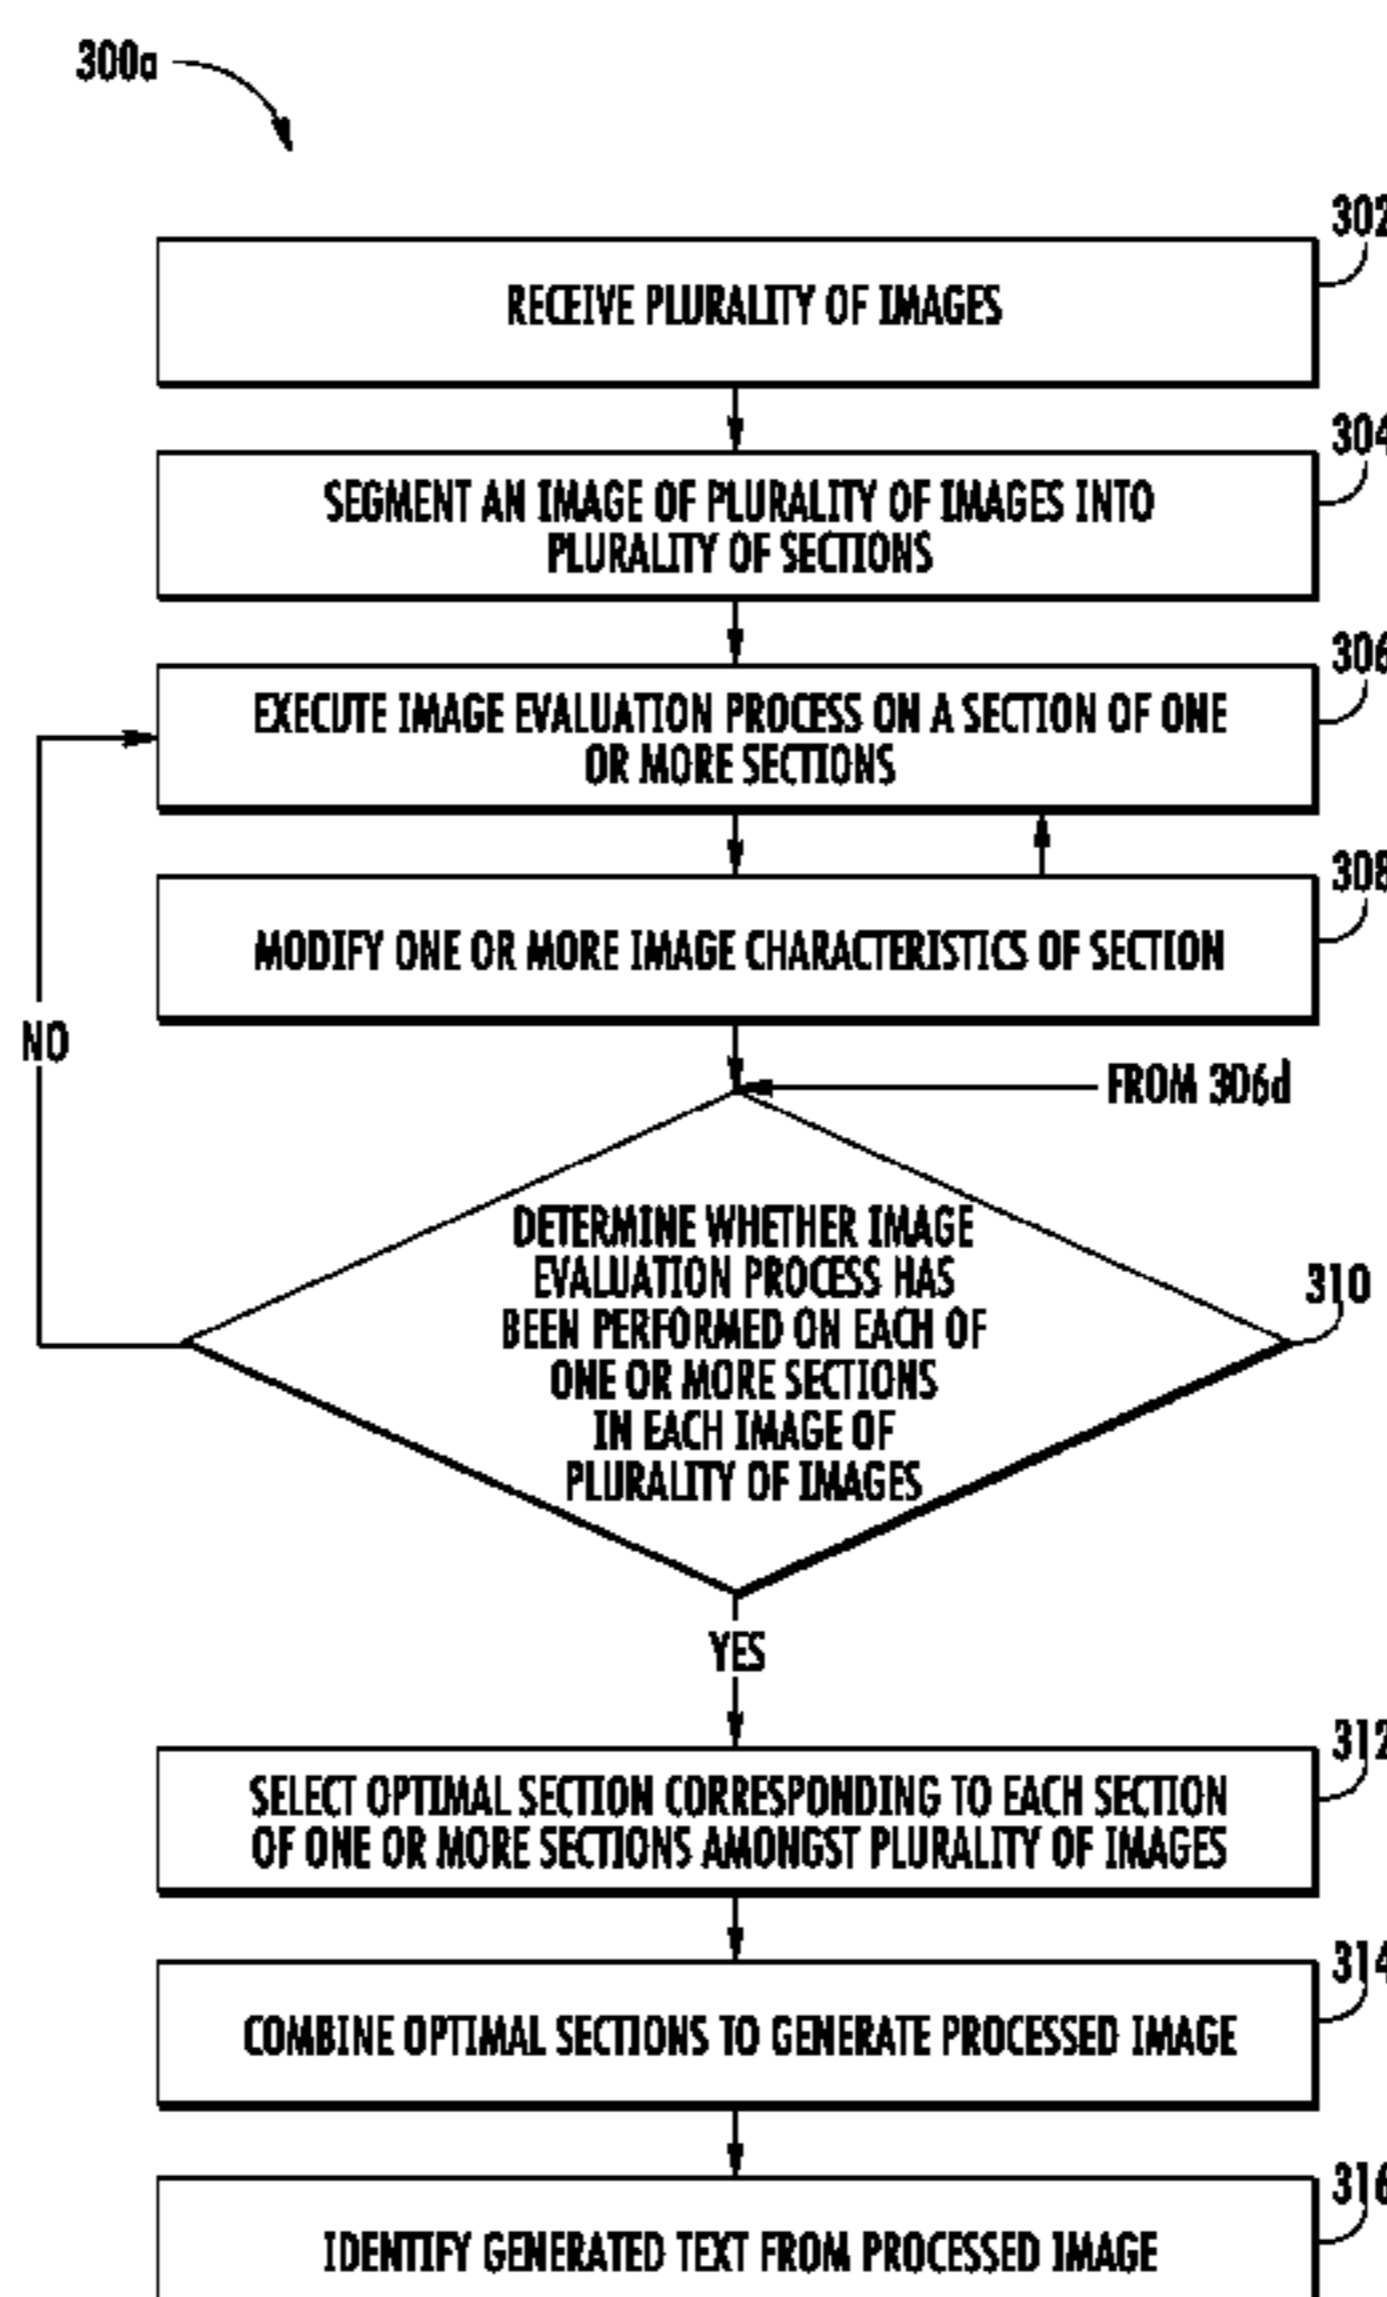 300a
302
RECEIVE PLURALITY OF IMAGES
304
SEGMENT AN IMAGE OF PLURALITY OF IMAGES INTO
PLURALITY OF SECTIONS
306
EXECUTE IMAGE EVALUATION PROCESS ON A SECTION OF ONE
OR MORE SECTIONS
308
MODIFY ONE OR MORE IMAGE CHARACTERISTICS OF SECTION
NO
FROM 306d
DETERMINE WHETHER IMAGE
EVALUATION PROCESS HAS
BEEN PERFORMED ON EACH OF
ONE OR MORE SECTIONS
IN EACH IMAGE OF
PLURALITY OF IMAGES
310
YES
312
SELECT OPTIMAL SECTION CORRESPONDING TO EACH SECTION
OF ONE OR MORE SECTIONS AMONGST PLURALITY OF IMAGES
314
COMBINE OPTIMAL SECTIONS TO GENERATE PROCESSED IMAGE
316
IDENTIFY GENERATED TEXT FROM PROCESSED IMAGE